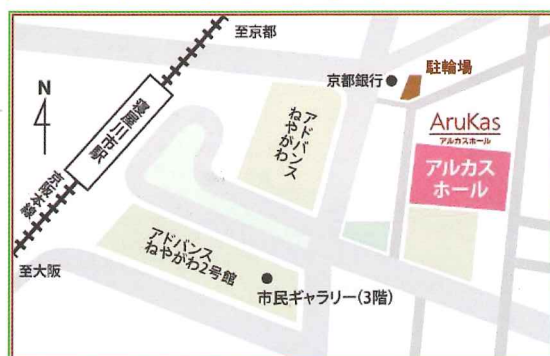 至京都
N
寝屋川市駅
京阪本線
至大阪
京都銀行
駐輪場
AruKas
アルカスホール
アルカス
ホール
アドバンス
ねやがわ
アドバンス
ねやがわ2号館
市民ギャラリー(3階)